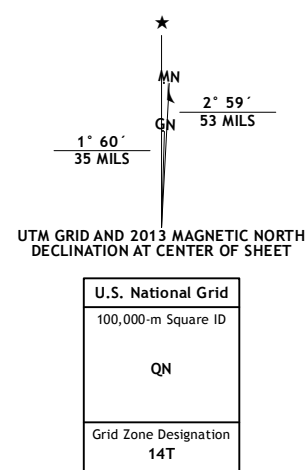 ★
MN
GN
2° 59´
53 MILS
1° 60´
35 MILS
UTM GRID AND 2013 MAGNETIC NORTH
DECLINATION AT CENTER OF SHEET
U.S. National Grid
100,000-m Square ID
QN
Grid Zone Designation
14T